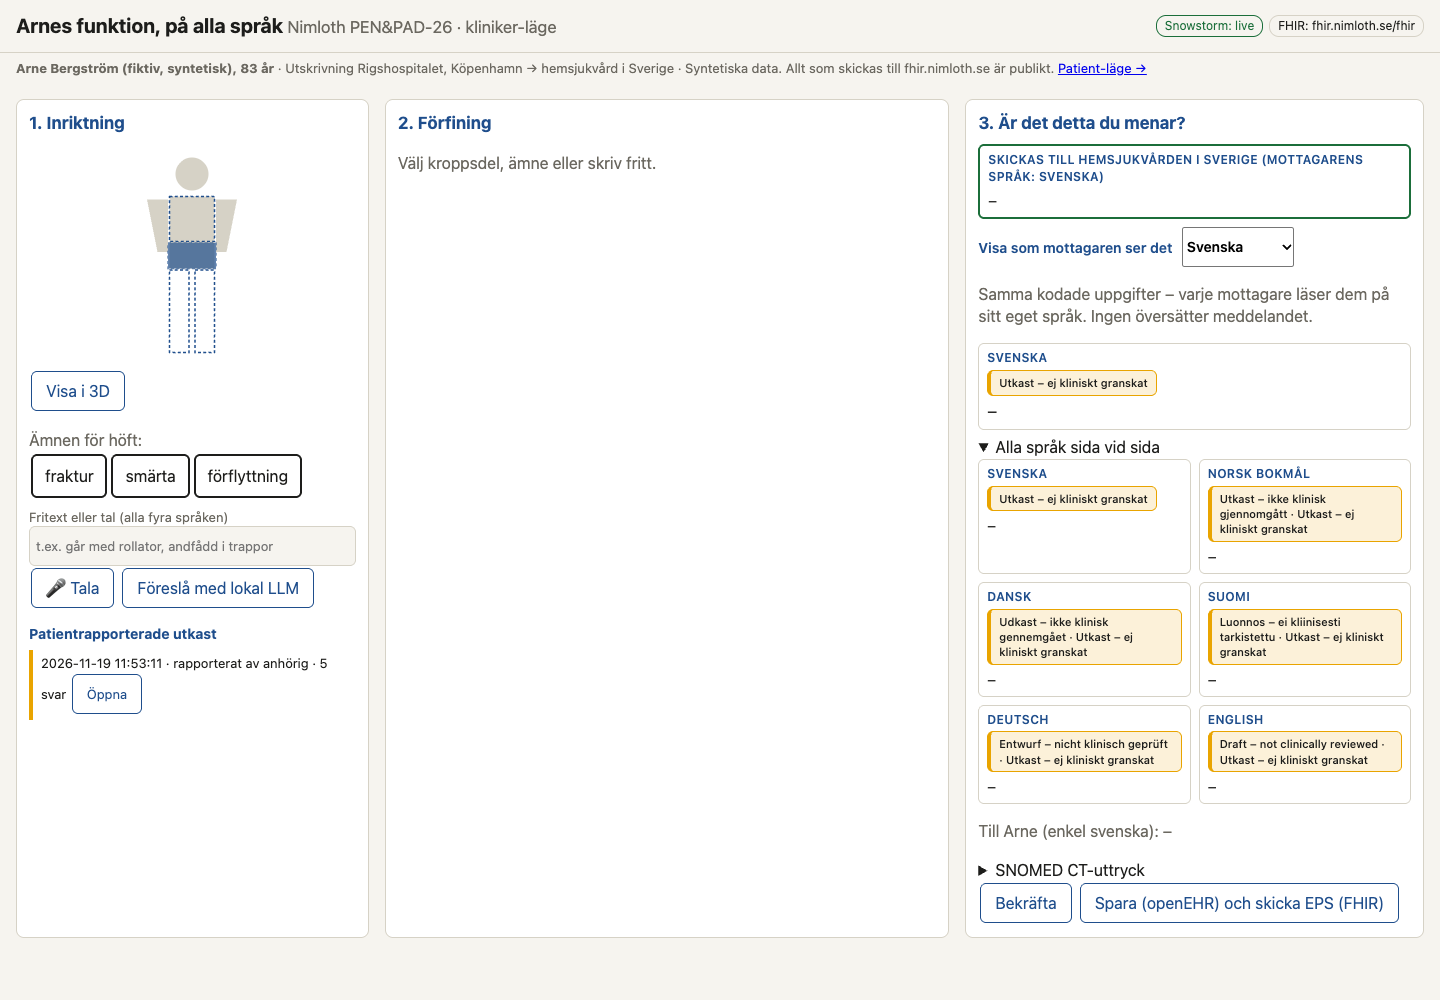 Arnes funktion, på alla språk Nimloth PEN&PAD-26 · kliniker-läge
Snowstorm: live
FHIR: fhir.nimloth.se/fhir
Arne Bergström (fiktiv, syntetisk), 83 år · Utskrivning Rigshospitalet, Köpenhamn → hemsjukvård i Sverige · Syntetiska data. Allt som skickas till fhir.nimloth.se är publikt. Patient-läge →
1. Inriktning
Visa i 3D
Ämnen för höft:
fraktur
smärta
förflyttning
Fritext eller tal (alla fyra språken)
t.ex. går med rollator, andfådd i trappor
🎤 Tala
Föreslå med lokal LLM
Patientrapporterade utkast
2026-11-19 11:53:11 · rapporterat av anhörig · 5
svar Öppna
2. Förfining
Välj kroppsdel, ämne eller skriv fritt.
3. Är det detta du menar?
SKICKAS TILL HEMSJUKVÅRDEN I SVERIGE (MOTTAGARENS
SPRÅK: SVENSKA)
–
Visa som mottagaren ser det Svenska
Samma kodade uppgifter – varje mottagare läser dem på
sitt eget språk. Ingen översätter meddelandet.
SVENSKA
Utkast – ej kliniskt granskat
–
▼ Alla språk sida vid sida
SVENSKA
Utkast – ej kliniskt granskat
–
NORSK BOKMÅL
Utkast – ikke klinisk
gjennomgått · Utkast – ej
kliniskt granskat
–
DANSK
Udkast – ikke klinisk
gennemgået · Utkast – ej
kliniskt granskat
–
SUOMI
Luonnos – ei kliinisesti
tarkistettu · Utkast – ej kliniskt
granskat
–
DEUTSCH
Entwurf – nicht klinisch geprüft
· Utkast – ej kliniskt granskat
–
ENGLISH
Draft – not clinically reviewed ·
Utkast – ej kliniskt granskat
–
Till Arne (enkel svenska): –
▶ SNOMED CT-uttryck
Bekräfta
Spara (openEHR) och skicka EPS (FHIR)